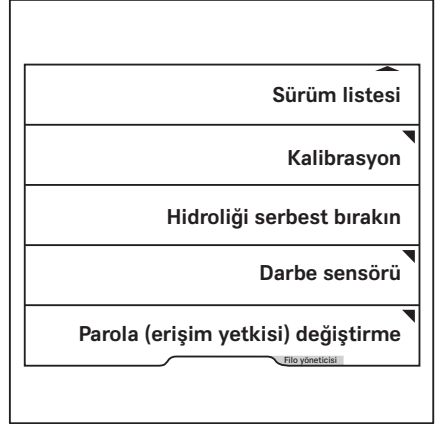 Sürüm listesi
Kalibrasyon
Hidroliği serbest bırakın
Darbe sensörü
Parola (erişim yetkisi) değiştirme
Filo yöneticisi